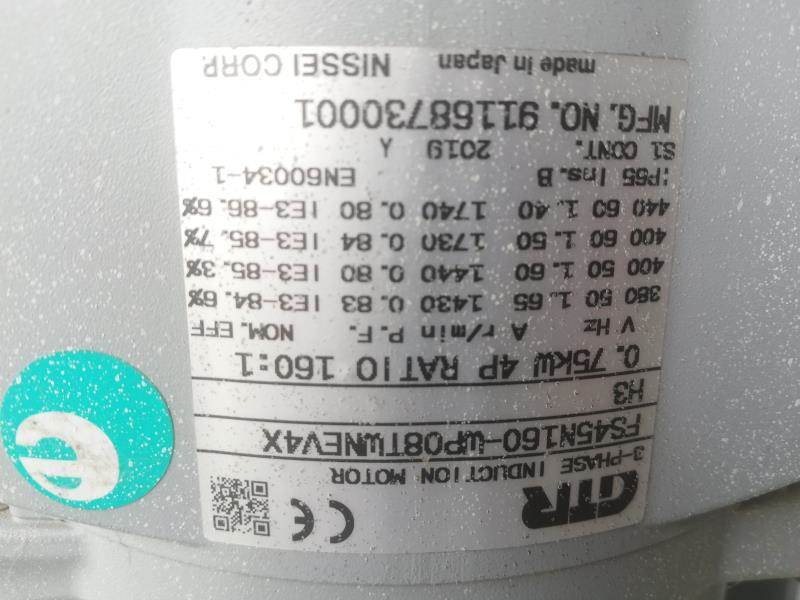 GTR
CE
3-PHASE INDUCTION MOTOR
FS45N160-WP08TWNEV4X
H3
0.75kW 4P RATIO 160:1
V Hz A r/min P.F. NOM.EFF
380 50 1.65 1430 0.83 IE3-84.6%
400 50 1.60 1440 0.80 IE3-85.3%
400 60 1.50 1730 0.84 IE3-85.7%
440 60 1.40 1740 0.80 IE3-86.6%
IP55 Ins.B EN60034-1
S1 CONT. 2019 Y
MFG. NO. 91168730001
made in Japan NISSEI CORP.
e